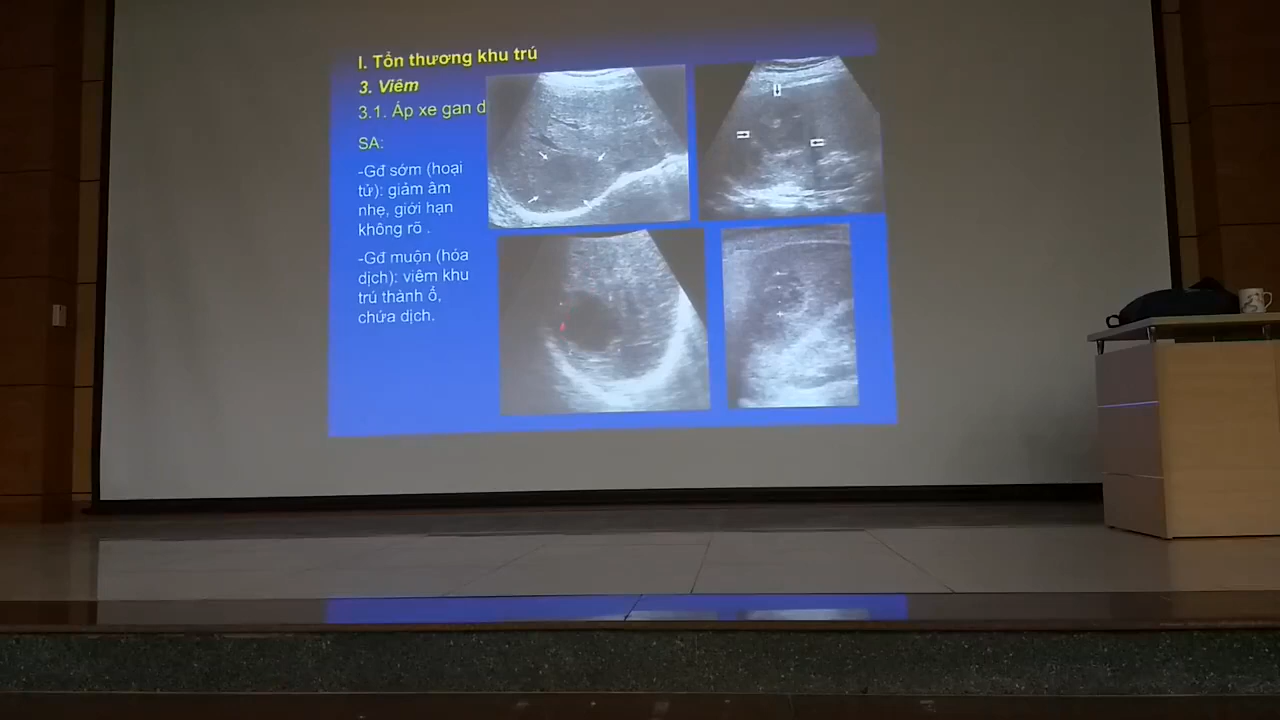 I. Tổn thương khu trú
3. Viêm
3.1. Áp xe gan d
SA:
-Gđ sớm (hoại
tử): giảm âm
nhẹ, giới hạn
không rõ .
-Gđ muộn (hóa
dịch): viêm khu
trú thành ổ,
chứa dịch.